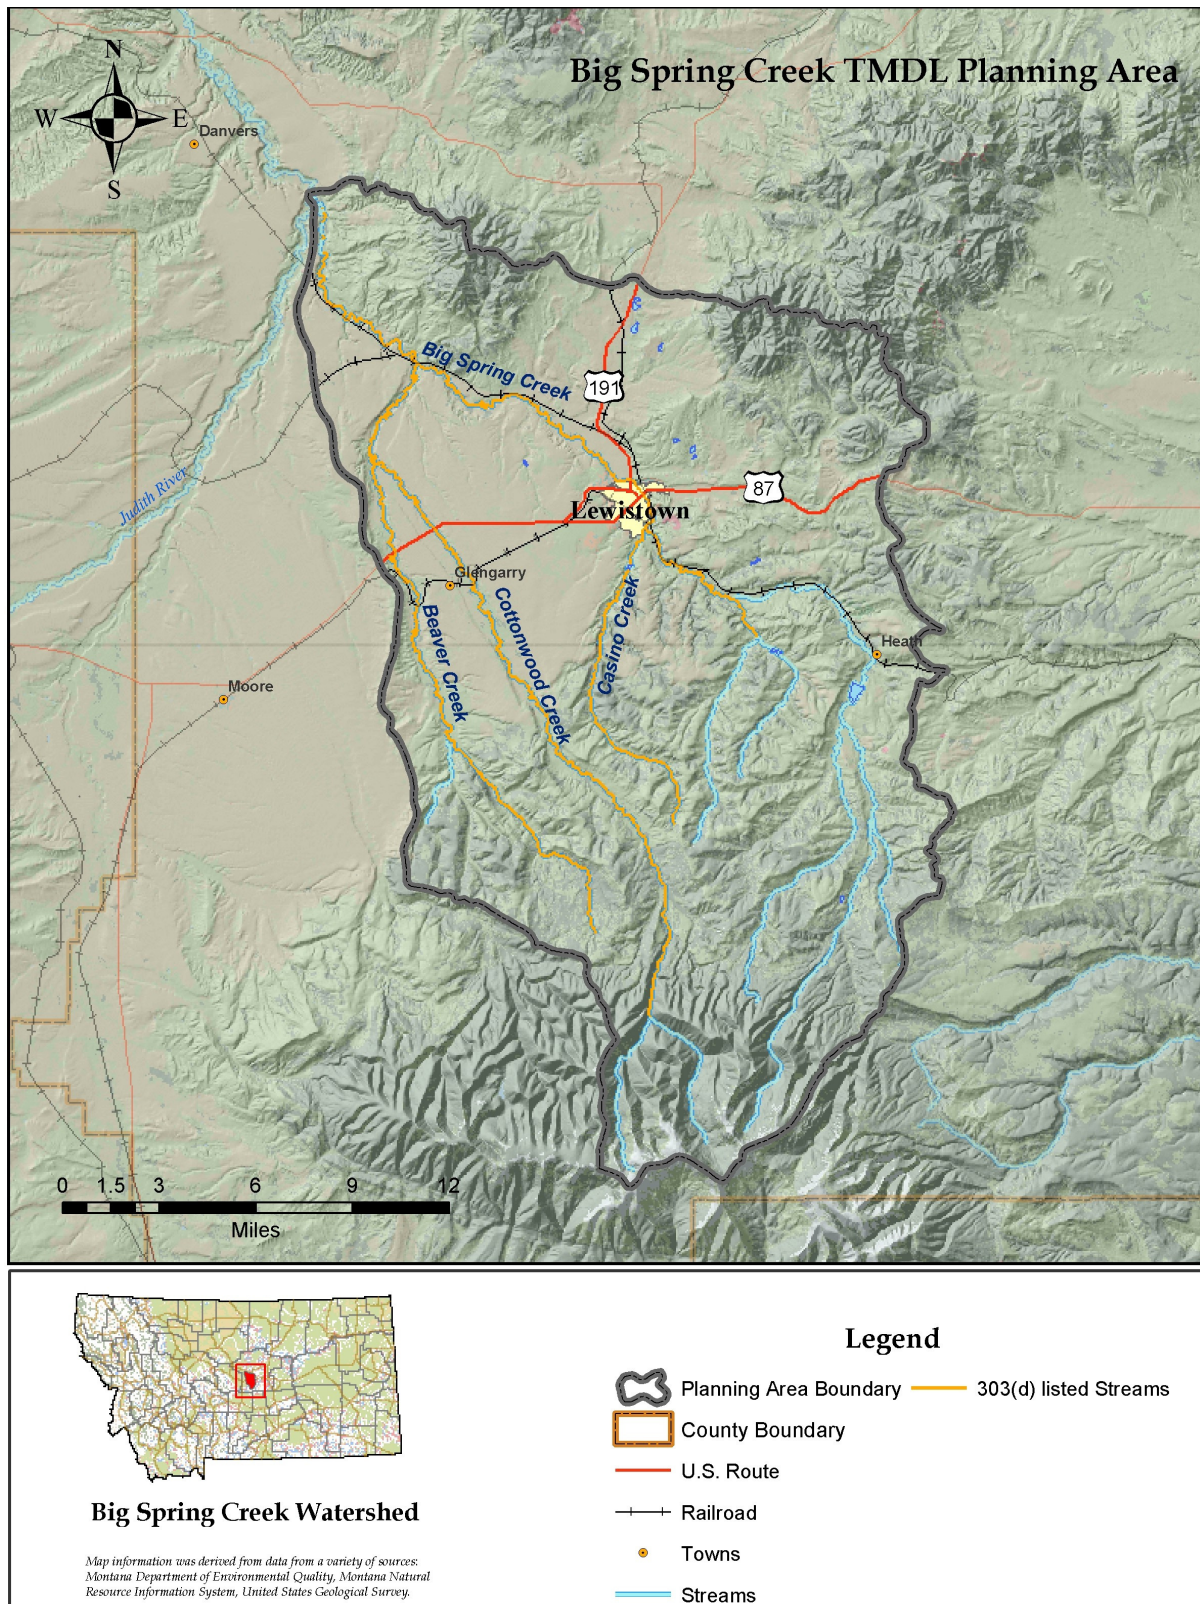 Big Spring Creek TMDL Planning Area
N
W
E
S
Danvers
Big Spring Creek
191
87
Judith River
Lewistown
Glengarry
Beaver Creek
Cottonwood Creek
Casino Creek
Heath
Moore
0 1.5 3 6 9 12
Miles
Big Spring Creek Watershed
Map information was derived from data from a variety of sources:
Montana Department of Environmental Quality, Montana Natural
Resource Information System, United States Geological Survey.
Legend
Planning Area Boundary
303(d) listed Streams
County Boundary
U.S. Route
Railroad
Towns
Streams